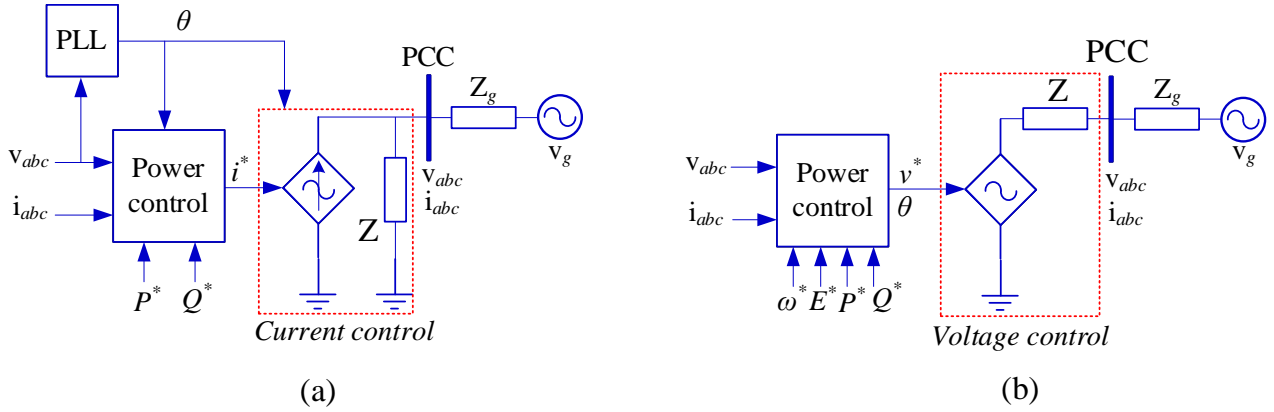 PLL
θ
PCC
Z_g
v_g
v_abc
i_abc
Power
control
i*
v_abc
i_abc
Z
P* Q*
Current control
(a)
PCC
Z
Z_g
v_g
v_abc
i_abc
Power
control
v*
θ
v_abc
i_abc
ω* E* P* Q*
Voltage control
(b)